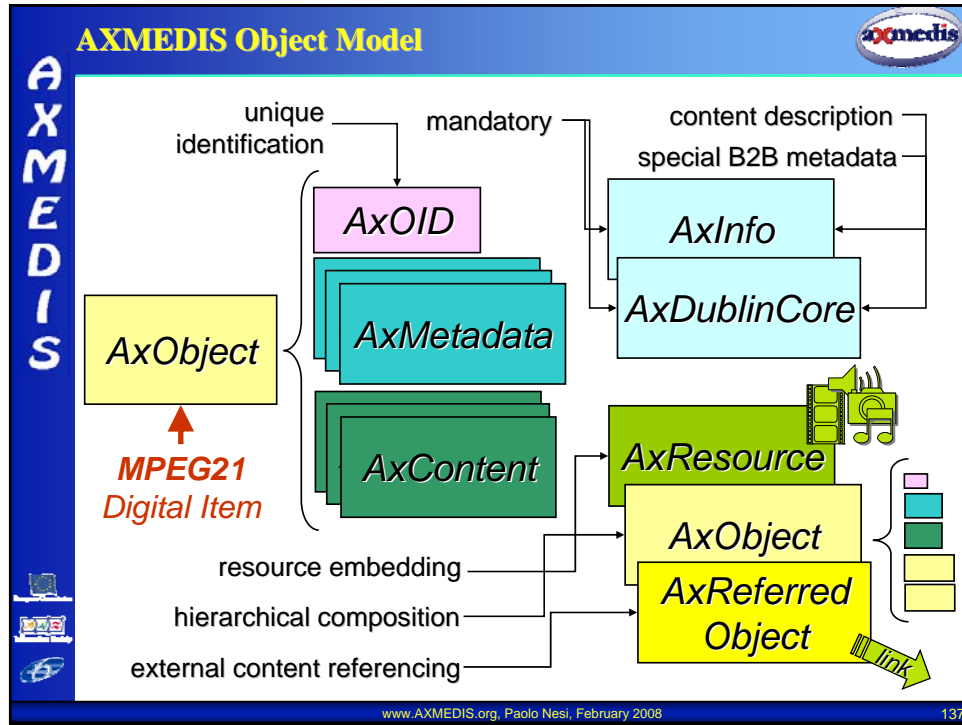 AXMEDIS Object Model
axmedis
AXMEDIS
unique
identification
mandatory
content description
special B2B metadata
AxOID
AxInfo
AxMetadata
AxDublinCore
AxObject
AxContent
AxResource
MPEG21
Digital Item
AxObject
resource embedding
AxReferred
Object
hierarchical composition
external content referencing
link
www.AXMEDIS.org, Paolo Nesi, February 2008
137